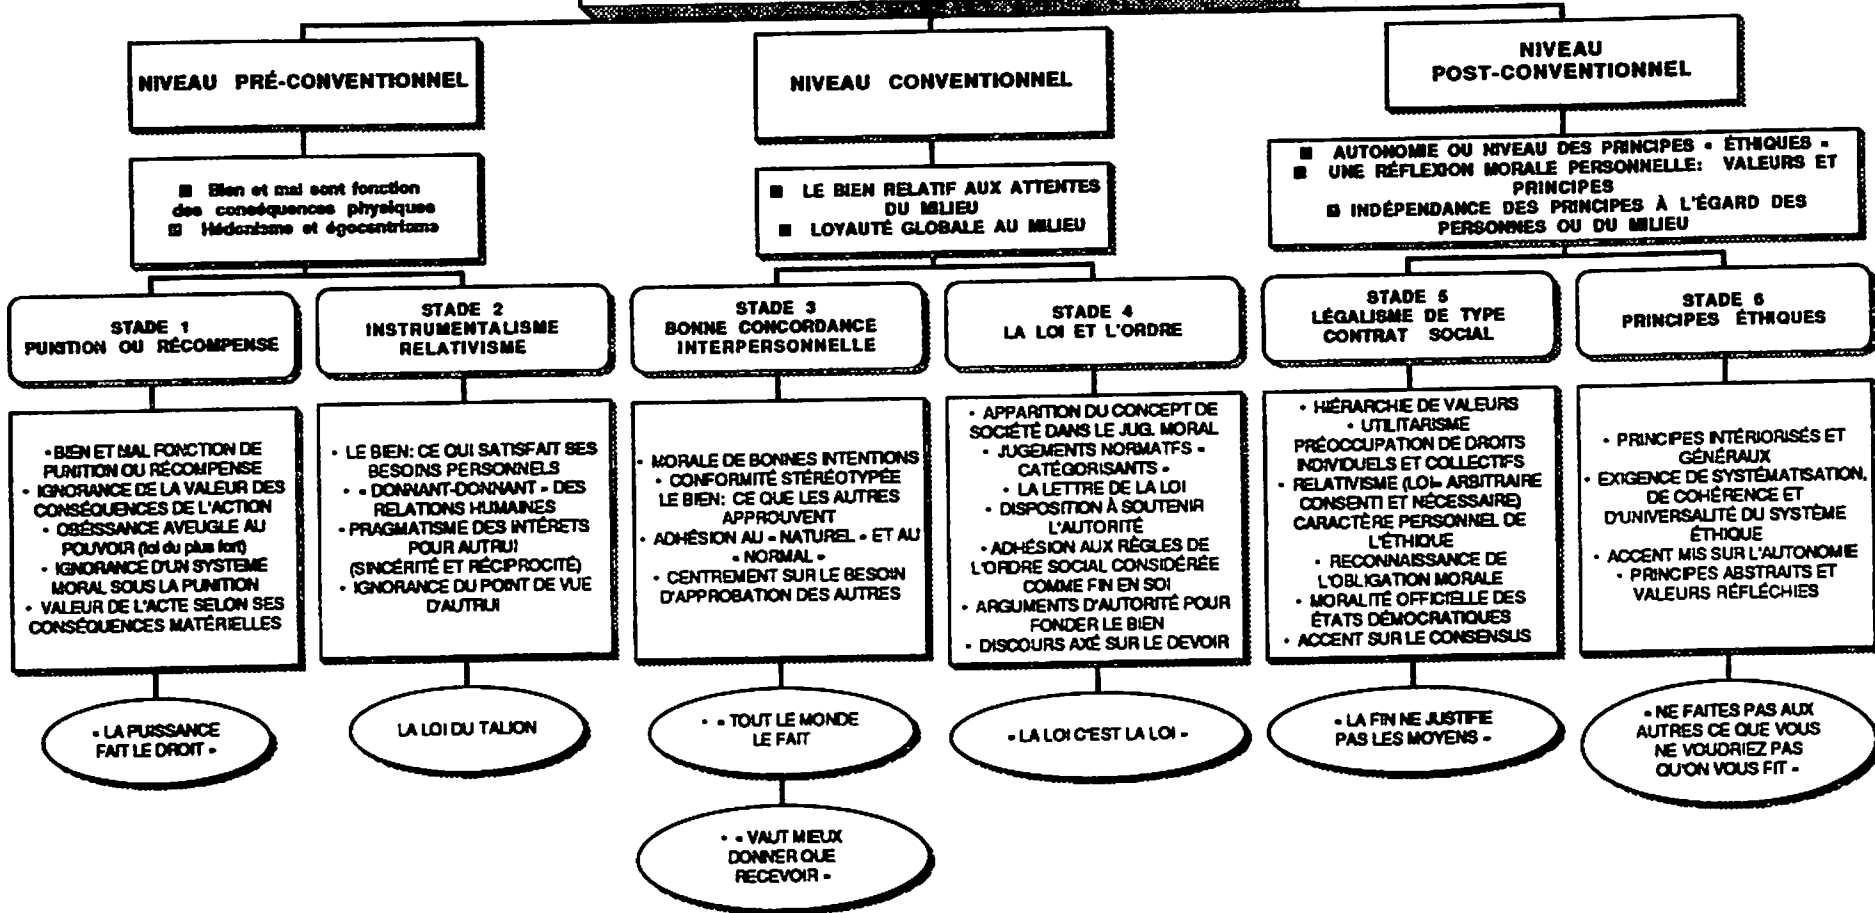 NIVEAU PRÉ-CONVENTIONNEL
NIVEAU CONVENTIONNEL
NIVEAU
POST-CONVENTIONNEL
■ Bien et mal sont fonction
des conséquences physiques
■ Hédonisme et égocentrisme
■ LE BIEN RELATIF AUX ATTENTES
DU MILIEU
■ LOYAUTÉ GLOBALE AU MILIEU
■ AUTONOMIE OU NIVEAU DES PRINCIPES « ÉTHIQUES »
■ UNE RÉFLEXION MORALE PERSONNELLE: VALEURS ET
PRINCIPES
■ INDÉPENDANCE DES PRINCIPES À L'ÉGARD DES
PERSONNES OU DU MILIEU
STADE 1
PUNITION OU RÉCOMPENSE
STADE 2
INSTRUMENTALISME
RELATIVISME
STADE 3
BONNE CONCORDANCE
INTERPERSONNELLE
STADE 4
LA LOI ET L'ORDRE
STADE 5
LÉGALISME DE TYPE
CONTRAT SOCIAL
STADE 6
PRINCIPES ÉTHIQUES
• BIEN ET MAL FONCTION DE
PUNITION OU RÉCOMPENSE
• IGNORANCE DE LA VALEUR DES
CONSÉQUENCES DE L'ACTION
• OBÉISSANCE AVEUGLE AU
POUVOIR (loi du plus fort)
• IGNORANCE D'UN SYSTEME
MORAL SOUS LA PUNITION
• VALEUR DE L'ACTE SELON SES
CONSÉQUENCES MATÉRIELLES
• LE BIEN: CE QUI SATISFAIT SES
BESOINS PERSONNELS
• « DONNANT-DONNANT » DES
RELATIONS HUMAINES
• PRAGMATISME DES INTÉRETS
POUR AUTRUI
(SINCÉRITÉ ET RÉCIPROCITÉ)
• IGNORANCE DU POINT DE VUE
D'AUTRUI
• MORALE DE BONNES INTENTIONS
• CONFORMITÉ STÉRÉOTYPÉE
LE BIEN: CE QUE LES AUTRES
APPROUVENT
• ADHÉSION AU « NATUREL » ET AU
« NORMAL »
• CENTREMENT SUR LE BESOIN
D'APPROBATION DES AUTRES
• APPARITION DU CONCEPT DE
SOCIÉTÉ DANS LE JUG. MORAL
• JUGEMENTS NORMATIFS «
CATÉGORISANTS »
• LA LETTRE DE LA LOI
• DISPOSITION À SOUTENIR
L'AUTORITÉ
• ADHÉSION AUX RÈGLES DE
L'ORDRE SOCIAL CONSIDÉRÉE
COMME FIN EN SOI
• ARGUMENTS D'AUTORITÉ POUR
FONDER LE BIEN
• DISCOURS AXÉ SUR LE DEVOIR
• HIÉRARCHIE DE VALEURS
• UTILITARISME
PRÉOCCUPATION DE DROITS
INDIVIDUELS ET COLLECTIFS
• RELATIVISME (LOI= ARBITRAIRE
CONSENTI ET NÉCESSAIRE)
CARACTÈRE PERSONNEL DE
L'ÉTHIQUE
• RECONNAISSANCE DE
L'OBLIGATION MORALE
• MORALITÉ OFFICIELLE DES
ÉTATS DÉMOCRATIQUES
• ACCENT SUR LE CONSENSUS
• PRINCIPES INTÉRIORISÉS ET
GÉNÉRAUX
• EXIGENCE DE SYSTÉMATISATION,
DE COHÉRENCE ET
D'UNIVERSALITÉ DU SYSTÈME
ÉTHIQUE
• ACCENT MIS SUR L'AUTONOMIE
• PRINCIPES ABSTRAITS ET
VALEURS RÉFLÉCHIES
« LA PUISSANCE
FAIT LE DROIT »
LA LOI DU TALION
• « TOUT LE MONDE
LE FAIT
« LA LOI C'EST LA LOI »
« LA FIN NE JUSTIFIE
PAS LES MOYENS »
« NE FAITES PAS AUX
AUTRES CE QUE VOUS
NE VOUDRIEZ PAS
QU'ON VOUS FIT »
• « VAUT MIEUX
DONNER QUE
RECEVOIR »